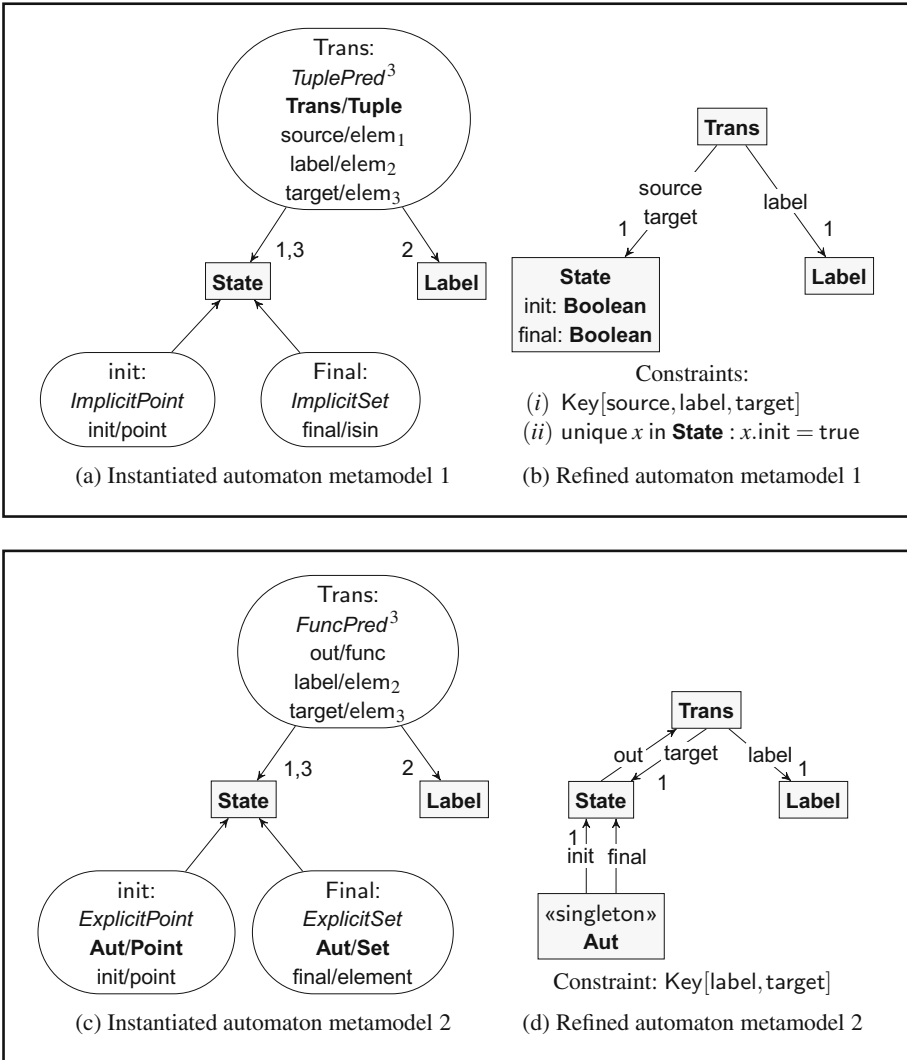 Trans:
TuplePred³
Trans/Tuple
source/elem₁
label/elem₂
target/elem₃
1,3
2
State
Label
init:
ImplicitPoint
init/point
Final:
ImplicitSet
final/isin
(a) Instantiated automaton metamodel 1
Trans
source
target
label
1
1
State
init: Boolean
final: Boolean
Label
Constraints:
(i) Key[source,label,target]
(ii) unique x in State : x.init = true
(b) Refined automaton metamodel 1
Trans:
FuncPred³
out/func
label/elem₂
target/elem₃
1,3
2
State
Label
init:
ExplicitPoint
Aut/Point
init/point
Final:
ExplicitSet
Aut/Set
final/element
(c) Instantiated automaton metamodel 2
Trans
out
target
label
1
1
State
Label
1
init
final
«singleton»
Aut
Constraint: Key[label,target]
(d) Refined automaton metamodel 2